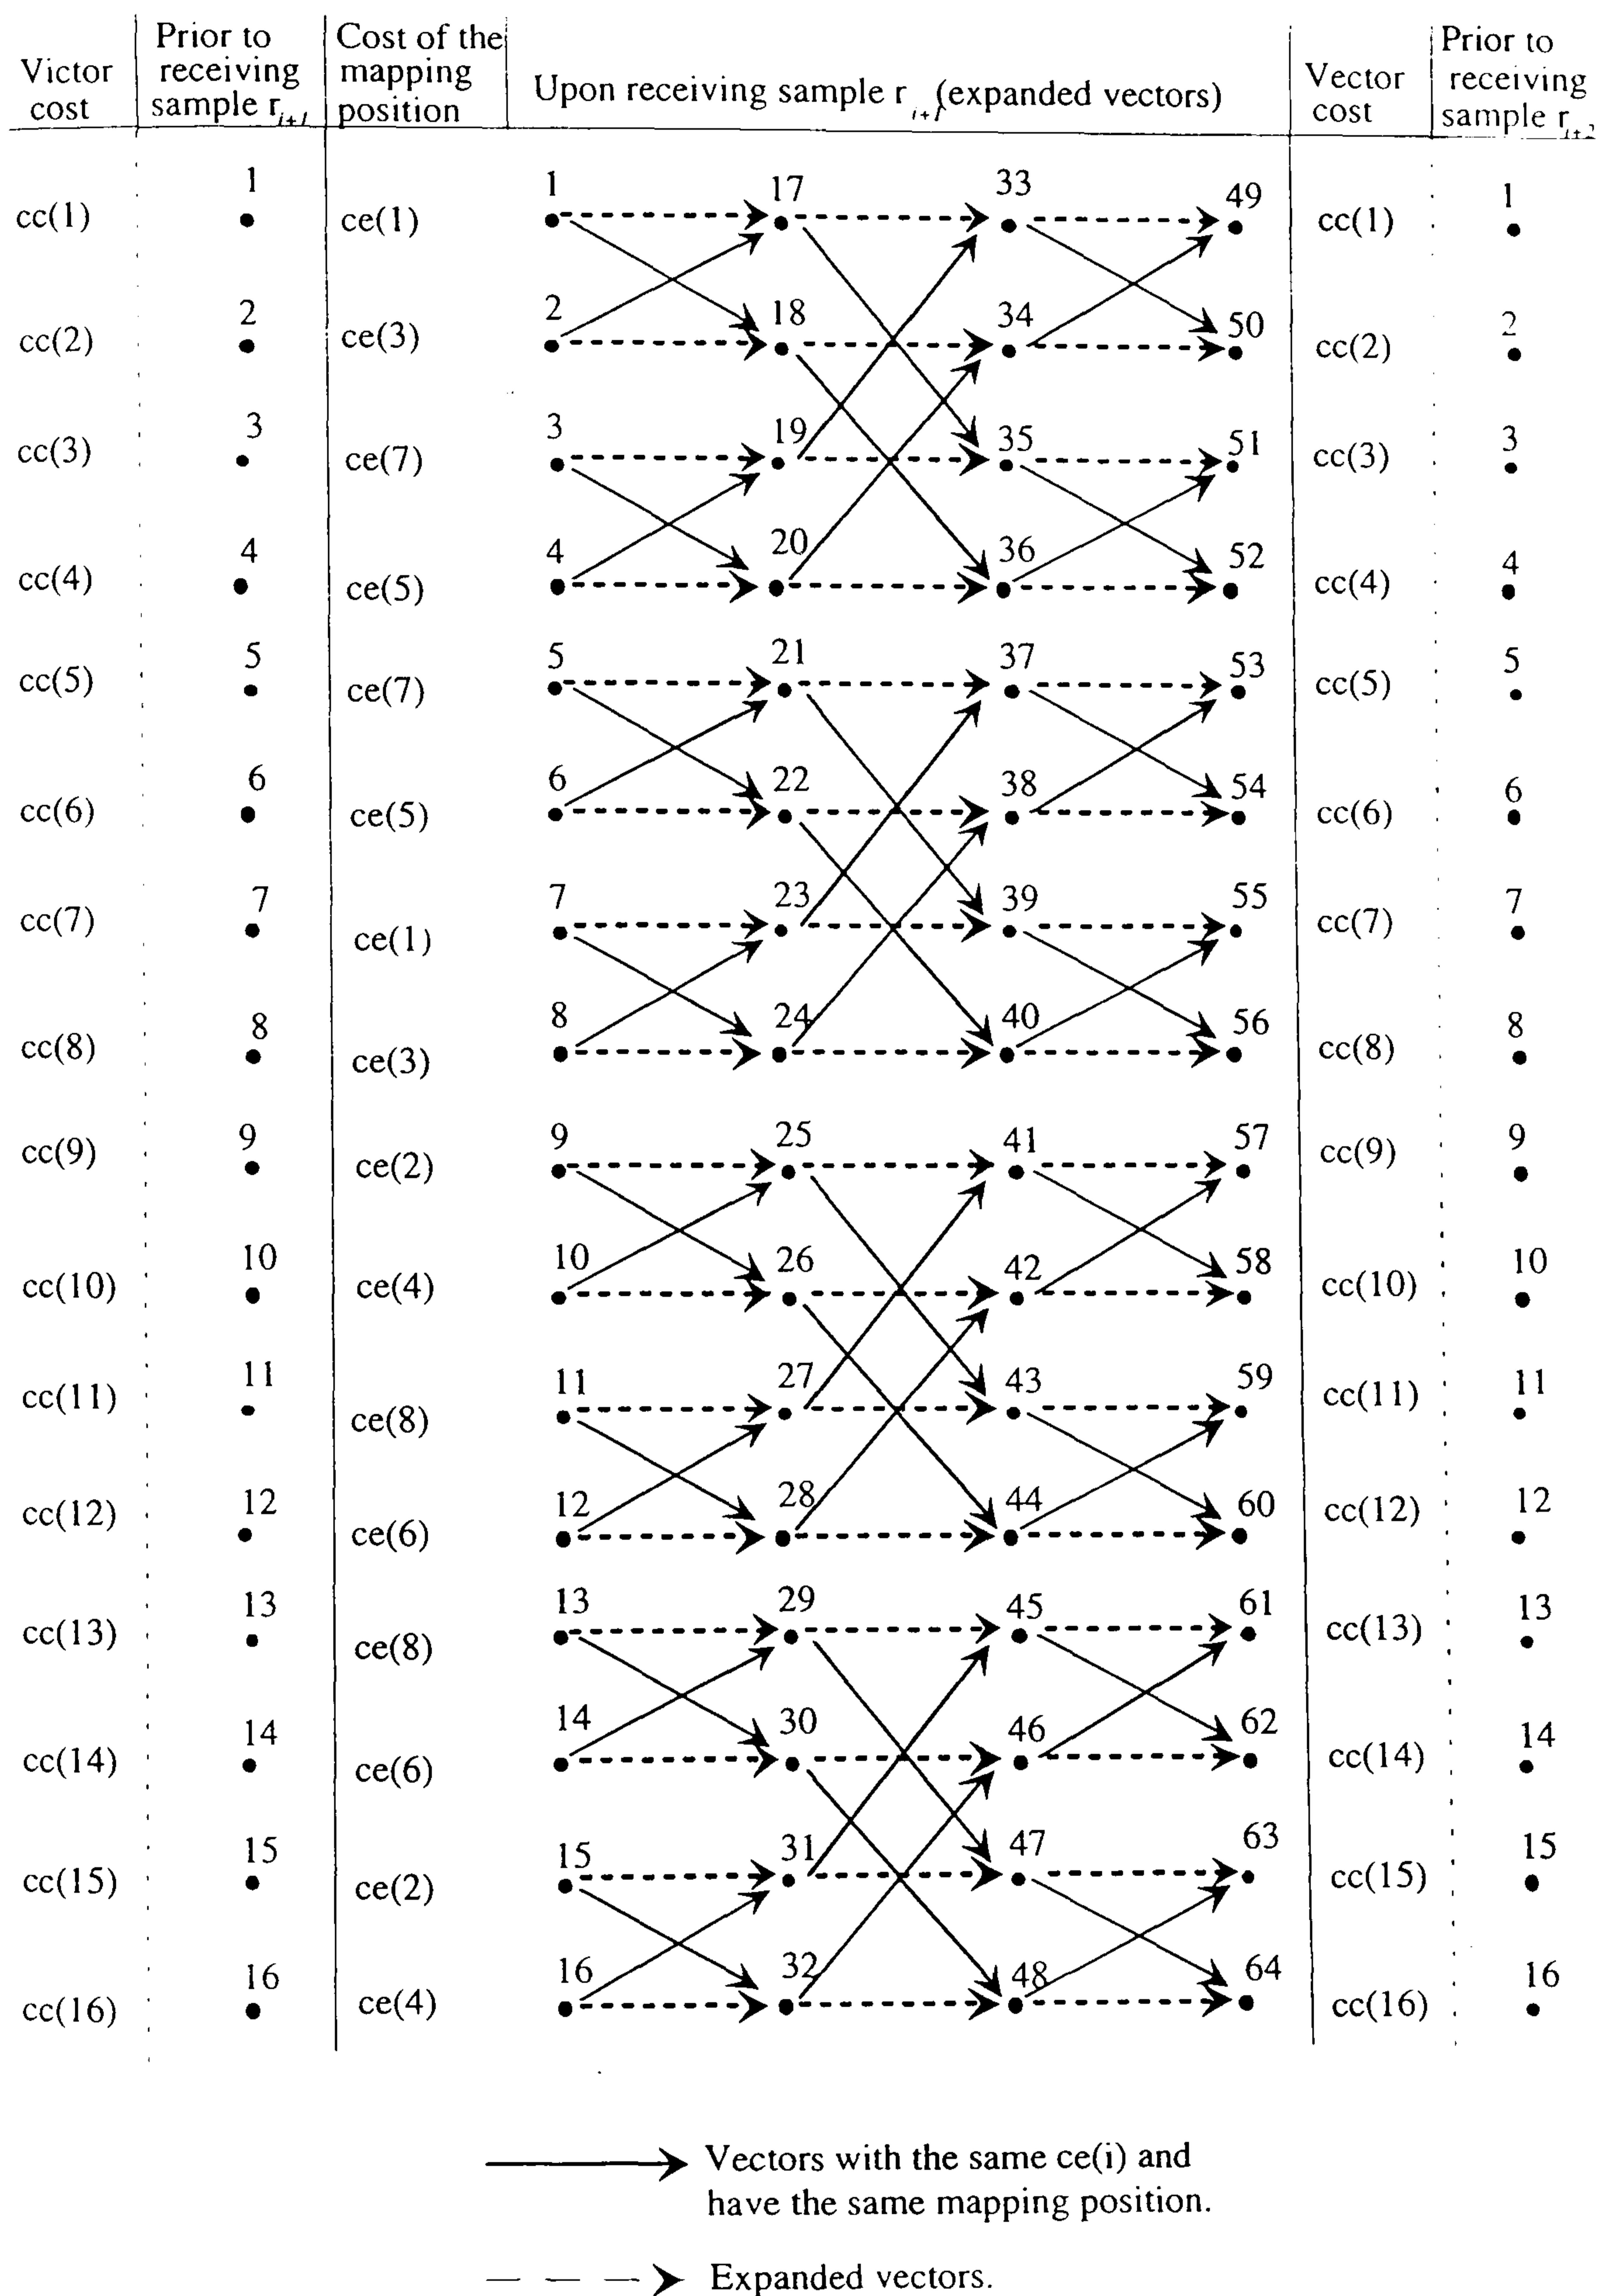 Victor cost
Prior to receiving sample r i+1
Cost of the mapping position
Upon receiving sample r i+1 (expanded vectors)
Vector cost
Prior to receiving sample r i+2
cc(1) 1 ce(1) 1 17 33 49 cc(1) 1
cc(2) 2 ce(3) 2 18 34 50 cc(2) 2
cc(3) 3 ce(7) 3 19 35 51 cc(3) 3
cc(4) 4 ce(5) 4 20 36 52 cc(4) 4
cc(5) 5 ce(7) 5 21 37 53 cc(5) 5
cc(6) 6 ce(5) 6 22 38 54 cc(6) 6
cc(7) 7 ce(1) 7 23 39 55 cc(7) 7
cc(8) 8 ce(3) 8 24 40 56 cc(8) 8
cc(9) 9 ce(2) 9 25 41 57 cc(9) 9
cc(10) 10 ce(4) 10 26 42 58 cc(10) 10
cc(11) 11 ce(8) 11 27 43 59 cc(11) 11
cc(12) 12 ce(6) 12 28 44 60 cc(12) 12
cc(13) 13 ce(8) 13 29 45 61 cc(13) 13
cc(14) 14 ce(6) 14 30 46 62 cc(14) 14
cc(15) 15 ce(2) 15 31 47 63 cc(15) 15
cc(16) 16 ce(4) 16 32 48 64 cc(16) 16
Vectors with the same ce(i) and
have the same mapping position.
Expanded vectors.